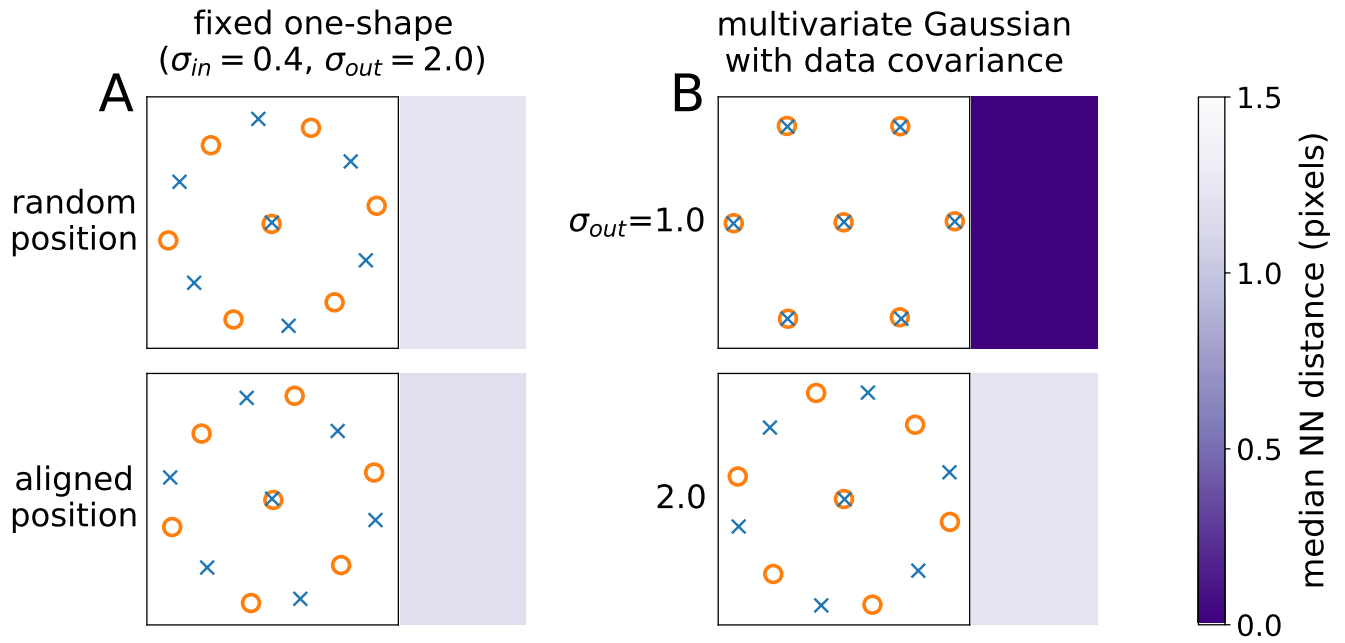 fixed one-shape
(σ_in = 0.4, σ_out = 2.0)
A
random
position
aligned
position
multivariate Gaussian
with data covariance
B
σ_out=1.0
2.0
1.5
1.0
0.5
0.0
median NN distance (pixels)